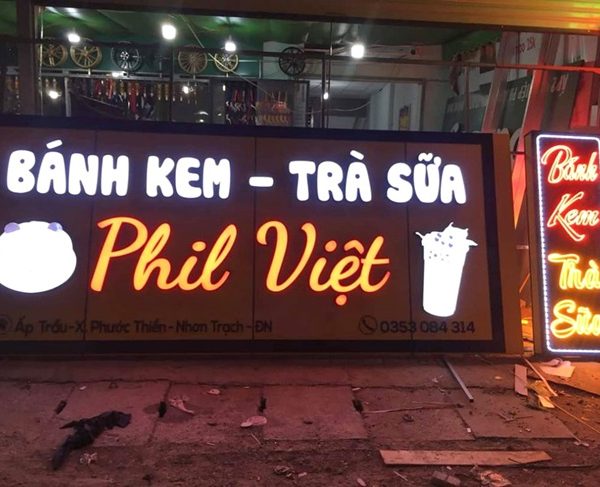 BÁNH KEM - TRÀ SỮA
Phil Việt
Ấp Trầu - X. Phước Thiền - Nhơn Trạch - ĐN
0353 084 314
Bánh
Kem
Trà
Sữa